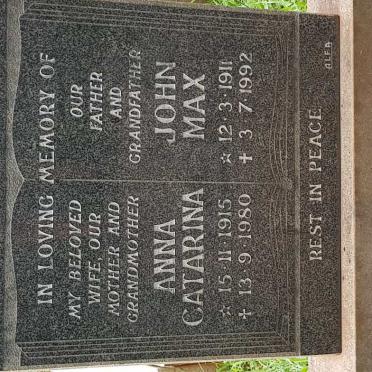 IN LOVING MEMORY OF
MY BELOVED
WIFE, OUR
MOTHER AND
GRANDMOTHER
ANNA
CATARINA
☆ 15·11·1915
✝ 13·9·1980
OUR
FATHER
AND
GRANDFATHER
JOHN
MAX
☆ 12·3·1911
✝ 3·7·1992
REST IN PEACE